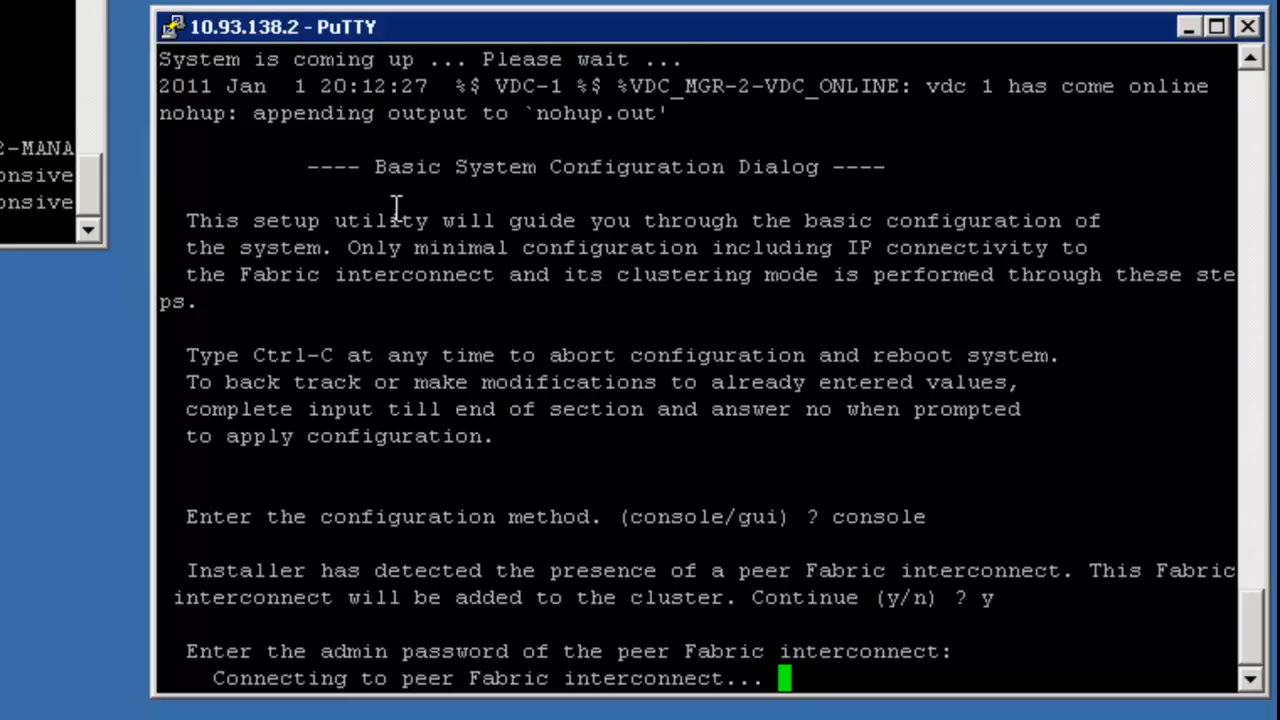 10.93.138.2 - PuTTY
System is coming up ... Please wait ...
2011 Jan  1 20:12:27  %$ VDC-1 %$ %VDC_MGR-2-VDC_ONLINE: vdc 1 has come online
nohup: appending output to `nohup.out'
---- Basic System Configuration Dialog ----
This setup utility will guide you through the basic configuration of
the system. Only minimal configuration including IP connectivity to
the Fabric interconnect and its clustering mode is performed through these ste
ps.
Type Ctrl-C at any time to abort configuration and reboot system.
To back track or make modifications to already entered values,
complete input till end of section and answer no when prompted
to apply configuration.
Enter the configuration method. (console/gui) ? console
Installer has detected the presence of a peer Fabric interconnect. This Fabric
interconnect will be added to the cluster. Continue (y/n) ? y
Enter the admin password of the peer Fabric interconnect:
Connecting to peer Fabric interconnect...
2-MANA
onsive
onsive